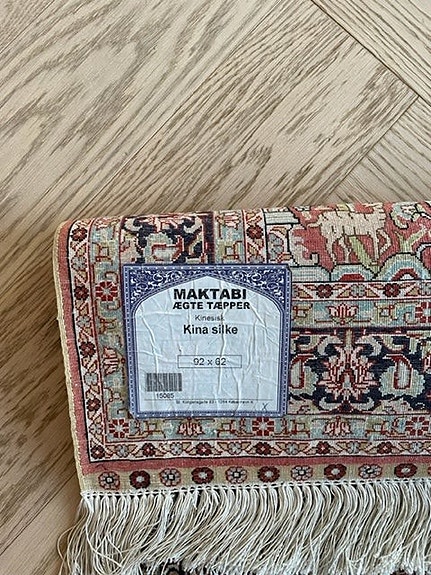 MAKTABI
ÆGTE TÆPPER
Kinesisk
Kina silke
92 x 62
15085